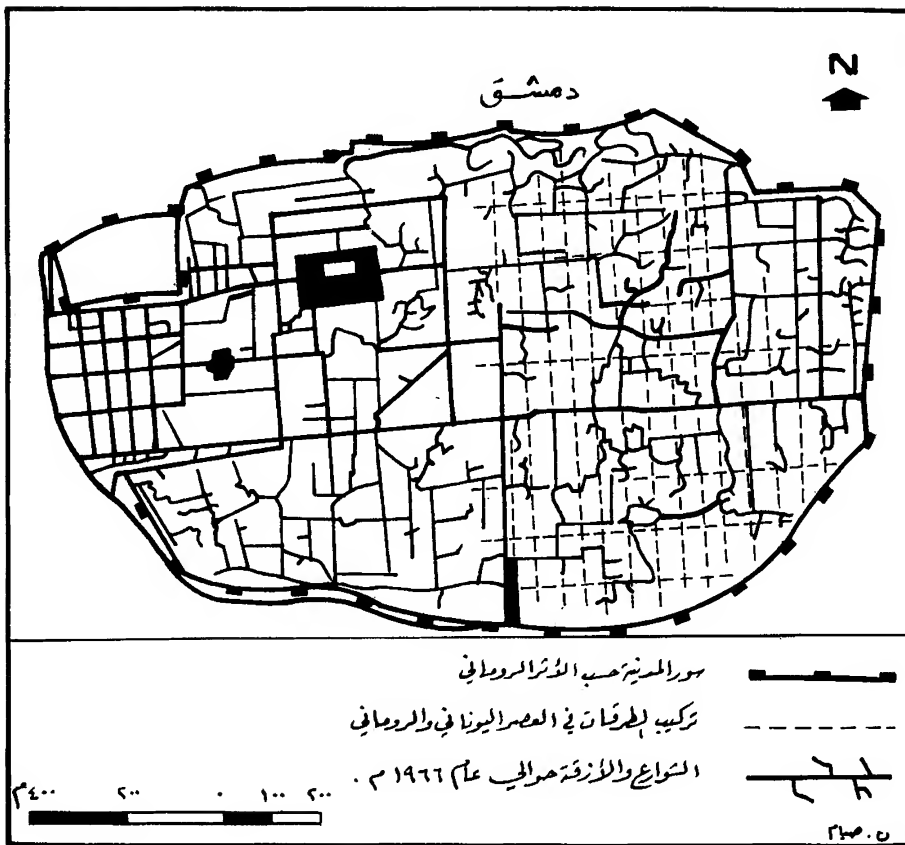 N
دمشق
سور المدينة حسب الأثر الروماني
تركيب الطرقات في العصر اليوناني والروماني
الشوارع والأزقة حوالي عام ١٩٦٦ م .
٤٠٠م ٢٠٠ ٠ ١٠٠ ٢٠٠
ن. صيام